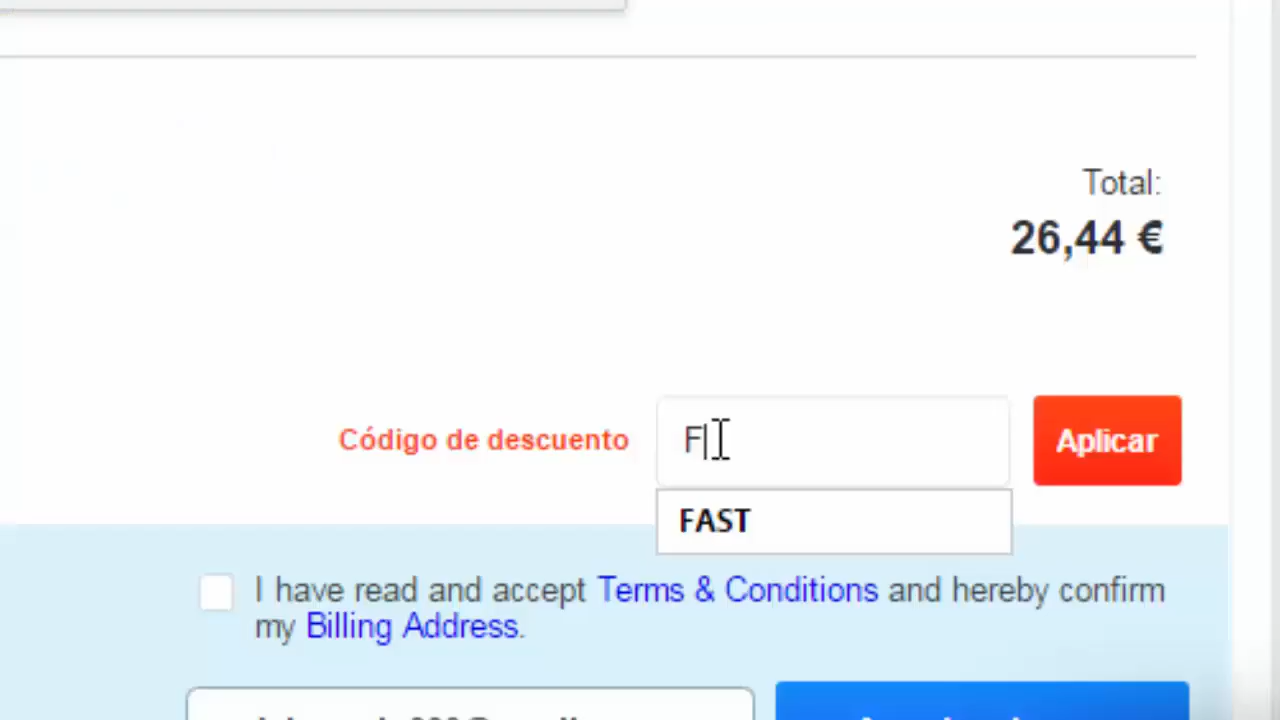 Total:
26,44 €
Código de descuento
F
Aplicar
FAST
I have read and accept Terms & Conditions and hereby confirm
my Billing Address.